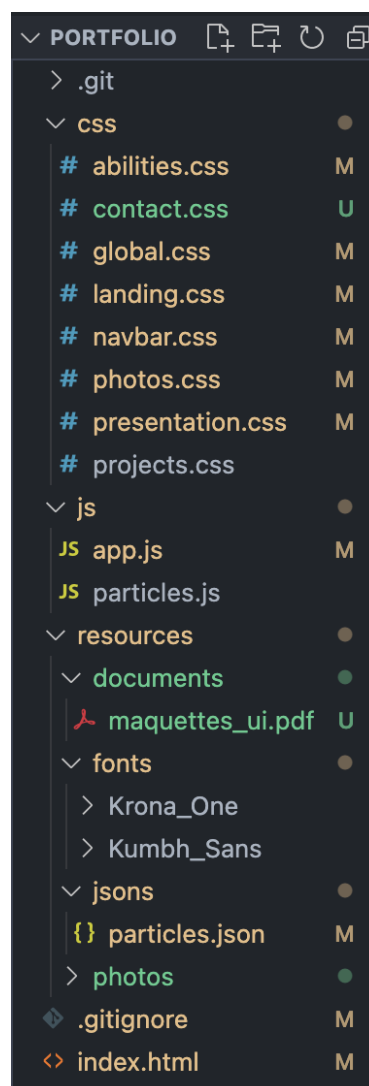 PORTFOLIO
.git
css
# abilities.css M
# contact.css U
# global.css M
# landing.css M
# navbar.css M
# photos.css M
# presentation.css M
# projects.css
js
JS app.js M
JS particles.js
resources
documents
maquettes_ui.pdf U
fonts
Krona_One
Kumbh_Sans
jsons
{} particles.json M
photos
.gitignore M
<> index.html M